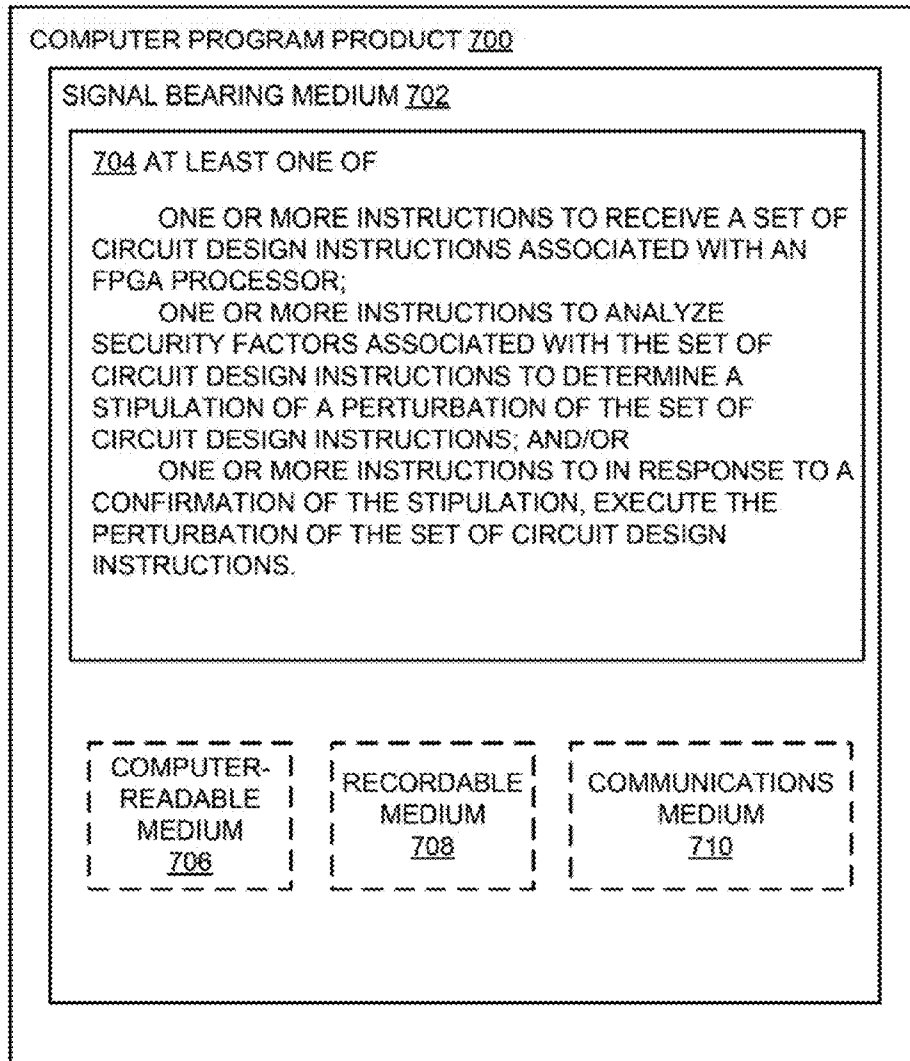 COMPUTER PROGRAM PRODUCT 700
SIGNAL BEARING MEDIUM 702
704 AT LEAST ONE OF
ONE OR MORE INSTRUCTIONS TO RECEIVE A SET OF
CIRCUIT DESIGN INSTRUCTIONS ASSOCIATED WITH AN
FPGA PROCESSOR;
ONE OR MORE INSTRUCTIONS TO ANALYZE
SECURITY FACTORS ASSOCIATED WITH THE SET OF
CIRCUIT DESIGN INSTRUCTIONS TO DETERMINE A
STIPULATION OF A PERTURBATION OF THE SET OF
CIRCUIT DESIGN INSTRUCTIONS; AND/OR
ONE OR MORE INSTRUCTIONS TO IN RESPONSE TO A
CONFIRMATION OF THE STIPULATION, EXECUTE THE
PERTURBATION OF THE SET OF CIRCUIT DESIGN
INSTRUCTIONS.
COMPUTER-
READABLE
MEDIUM
706
RECORDABLE
MEDIUM
708
COMMUNICATIONS
MEDIUM
710